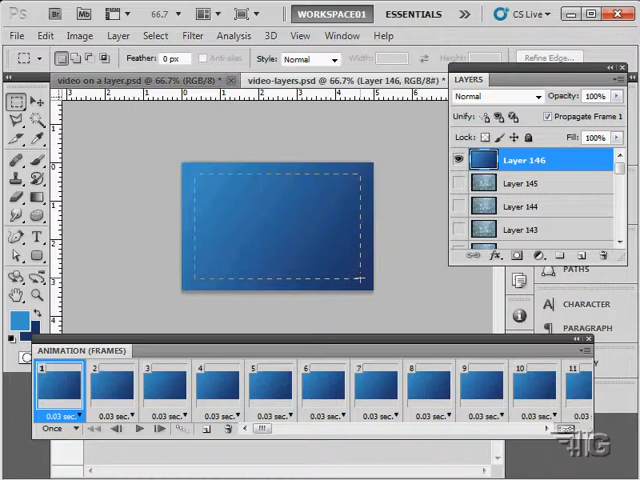 Ps Br Mb 66.7 WORKSPACE01 ESSENTIALS CS Live
File Edit Image Layer Filter Analysis View Window Help
Feather: 0 px Anti-alias Style: Normal Width: Height: Refine Edge...
video on a layer.psd @ 66.7% (RGB/8) * video-layers.psd @ 66.7% (Layer 146, RGB/8#) *
LAYERS
Normal Opacity: 100%
Unify: Propagate Frame 1
Lock: Fill: 100%
Layer 146
Layer 145
Layer 144
Layer 143
PATHS
CHARACTER
PARAGRAPH
ANIMATION (FRAMES)
1 2 3 4 5 6 7 8 9 10 11
0.03 sec. 0.03 sec. 0.03 sec. 0.03 sec. 0.03 sec. 0.03 sec. 0.03 sec. 0.03 sec. 0.03 sec. 0.03 sec. 0.03
Once